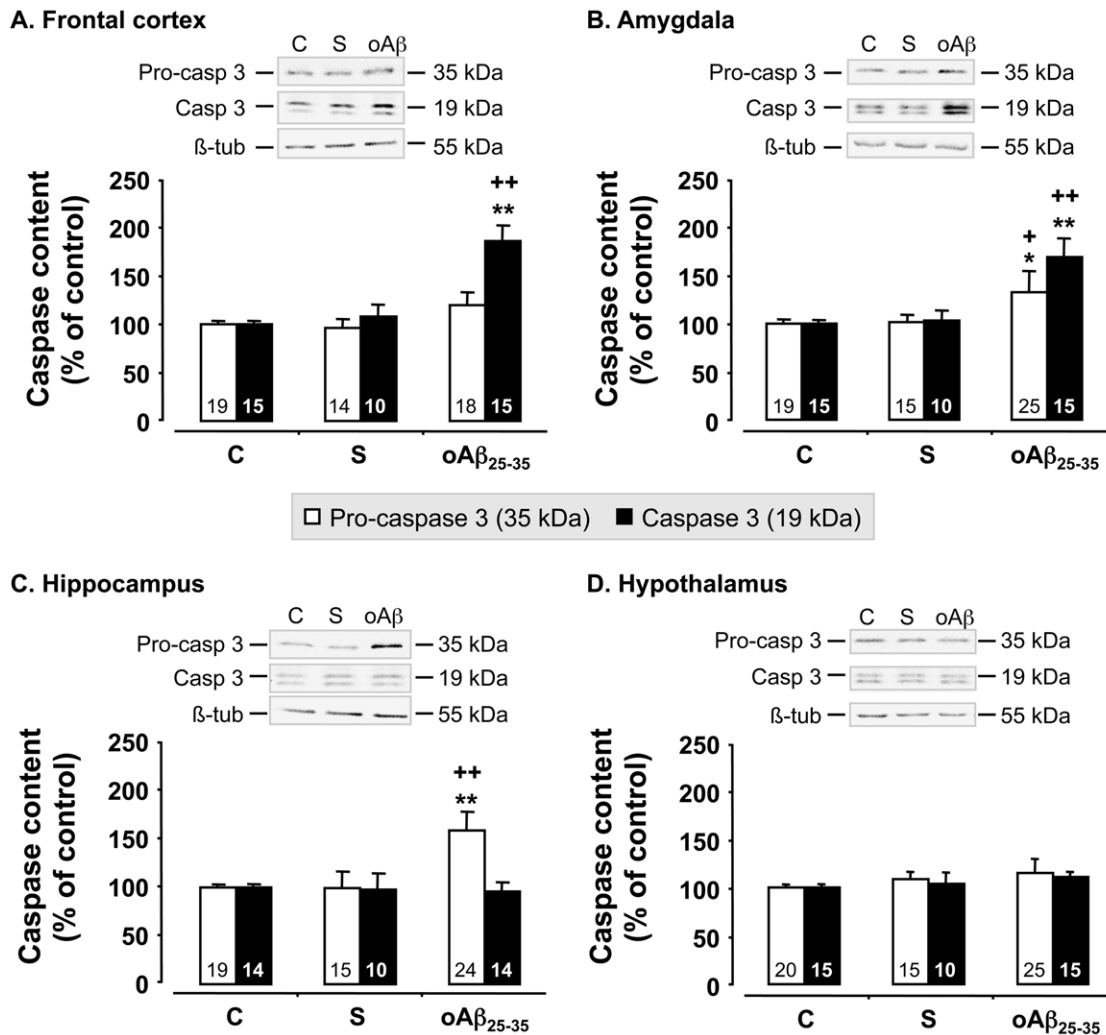 A. Frontal cortex
C S oAβ
Pro-casp 3 35 kDa
Casp 3 19 kDa
ß-tub 55 kDa
Caspase content
(% of control)
250
200
150
100
50
0
++
**
19 15 14 10 18 15
C S oAβ25-35
B. Amygdala
C S oAβ
Pro-casp 3 35 kDa
Casp 3 19 kDa
ß-tub 55 kDa
Caspase content
(% of control)
250
200
150
100
50
0
++
+ **
*
19 15 15 10 25 15
C S oAβ25-35
Pro-caspase 3 (35 kDa) Caspase 3 (19 kDa)
C. Hippocampus
C S oAβ
Pro-casp 3 35 kDa
Casp 3 19 kDa
ß-tub 55 kDa
Caspase content
(% of control)
250
200
150
100
50
0
++
**
19 14 15 10 24 14
C S oAβ25-35
D. Hypothalamus
C S oAβ
Pro-casp 3 35 kDa
Casp 3 19 kDa
ß-tub 55 kDa
Caspase content
(% of control)
250
200
150
100
50
0
20 15 15 10 25 15
C S oAβ25-35